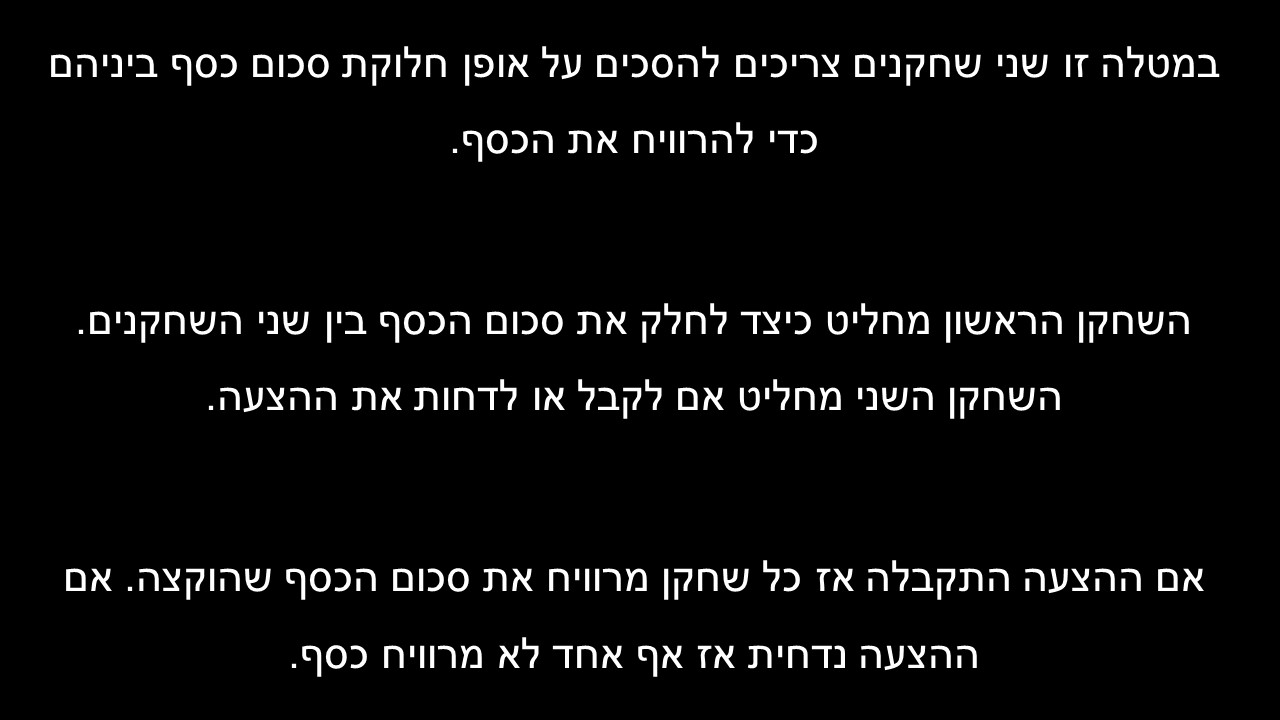 במטלה זו שני שחקנים צריכים להסכים על אופן חלוקת סכום כסף ביניהם
כדי להרוויח את הכסף.
השחקן הראשון מחליט כיצד לחלק את סכום הכסף בין שני השחקנים.
השחקן השני מחליט אם לקבל או לדחות את ההצעה.
אם ההצעה התקבלה אז כל שחקן מרוויח את סכום הכסף שהוקצה. אם
ההצעה נדחית אז אף אחד לא מרוויח כסף.